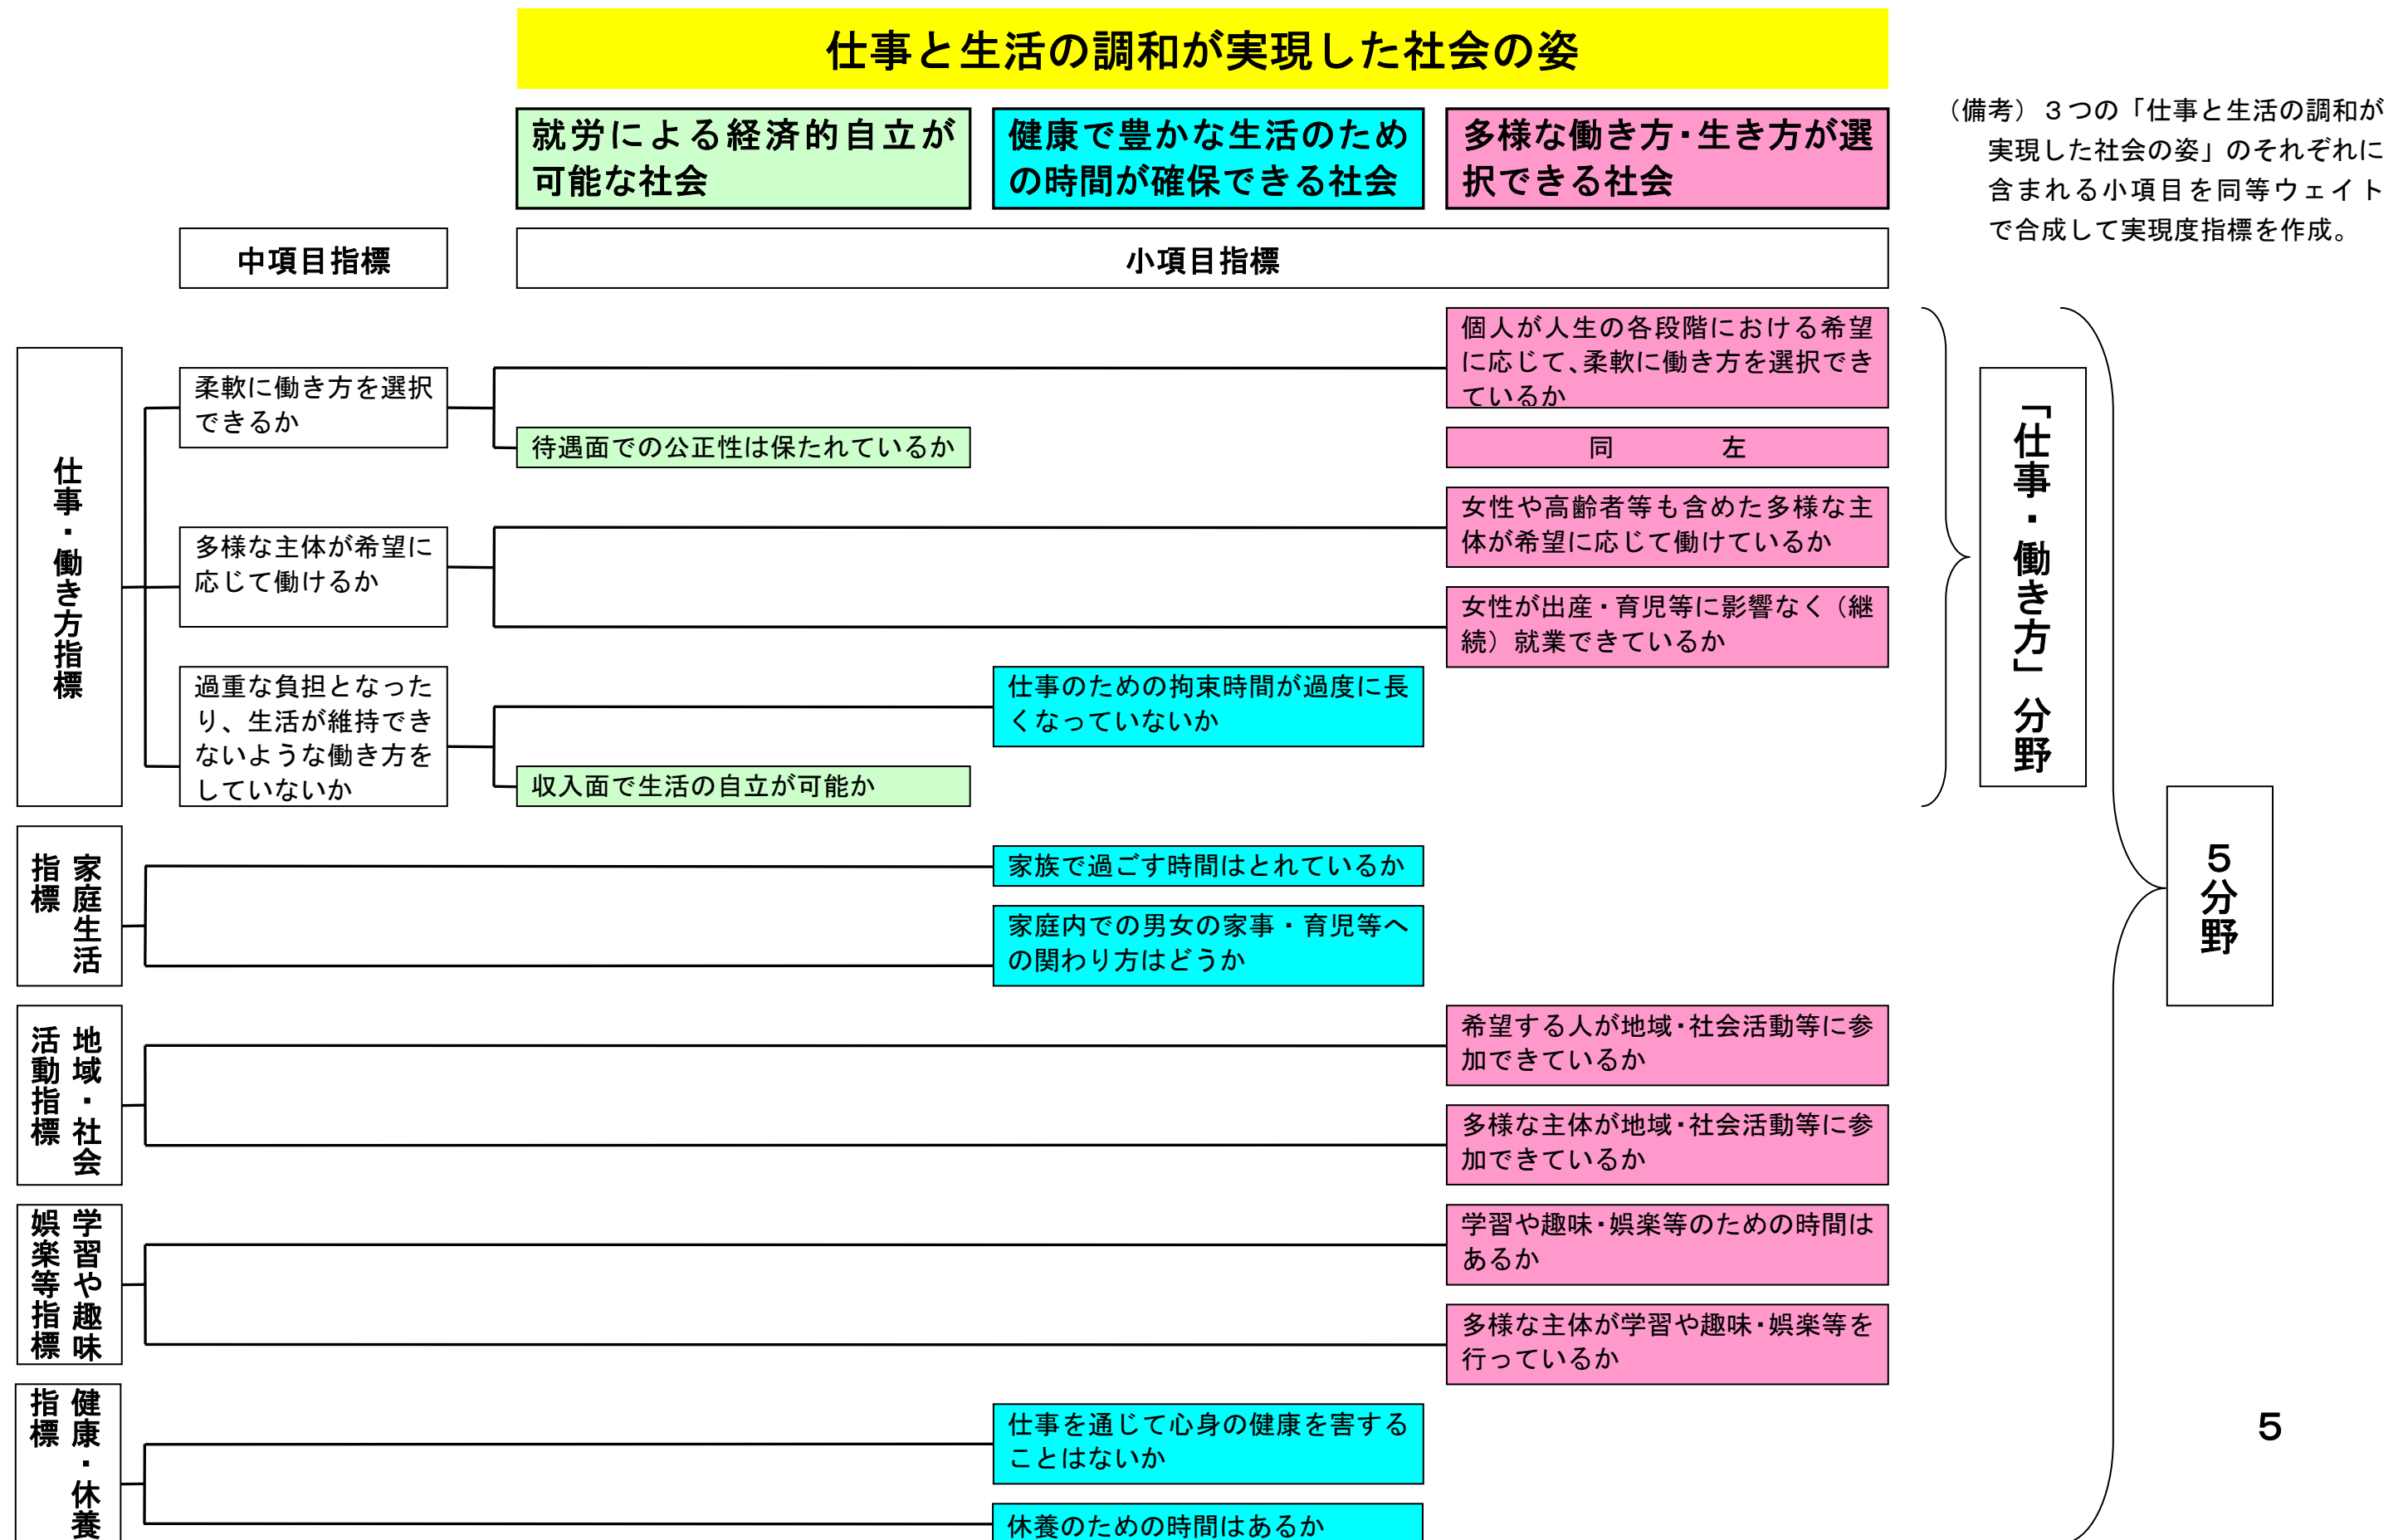 仕事と生活の調和が実現した社会の姿
就労による経済的自立が
可能な社会
健康で豊かな生活のため
の時間が確保できる社会
多様な働き方・生き方が選
択できる社会
（備考）３つの「仕事と生活の調和が
実現した社会の姿」のそれぞれに
含まれる小項目を同等ウェイト
で合成して実現度指標を作成。
中項目指標
小項目指標
仕事・働き方指標
柔軟に働き方を選択
できるか
個人が人生の各段階における希望
に応じて、柔軟に働き方を選択でき
ているか
待遇面での公正性は保たれているか
同　左
多様な主体が希望に
応じて働けるか
女性や高齢者等も含めた多様な主
体が希望に応じて働けているか
女性が出産・育児等に影響なく（継
続）就業できているか
過重な負担となった
り、生活が維持でき
ないような働き方を
していないか
仕事のための拘束時間が過度に長
くなっていないか
収入面で生活の自立が可能か
「仕事・働き方」分野
５分野
家庭生活
指標
家族で過ごす時間はとれているか
家庭内での男女の家事・育児等へ
の関わり方はどうか
地域・社会
活動指標
希望する人が地域・社会活動等に参
加できているか
多様な主体が地域・社会活動等に参
加できているか
学習や趣味
娯楽等指標
学習や趣味・娯楽等のための時間は
あるか
多様な主体が学習や趣味・娯楽等を
行っているか
健康・休養
指標
仕事を通じて心身の健康を害する
ことはないか
休養のための時間はあるか
5